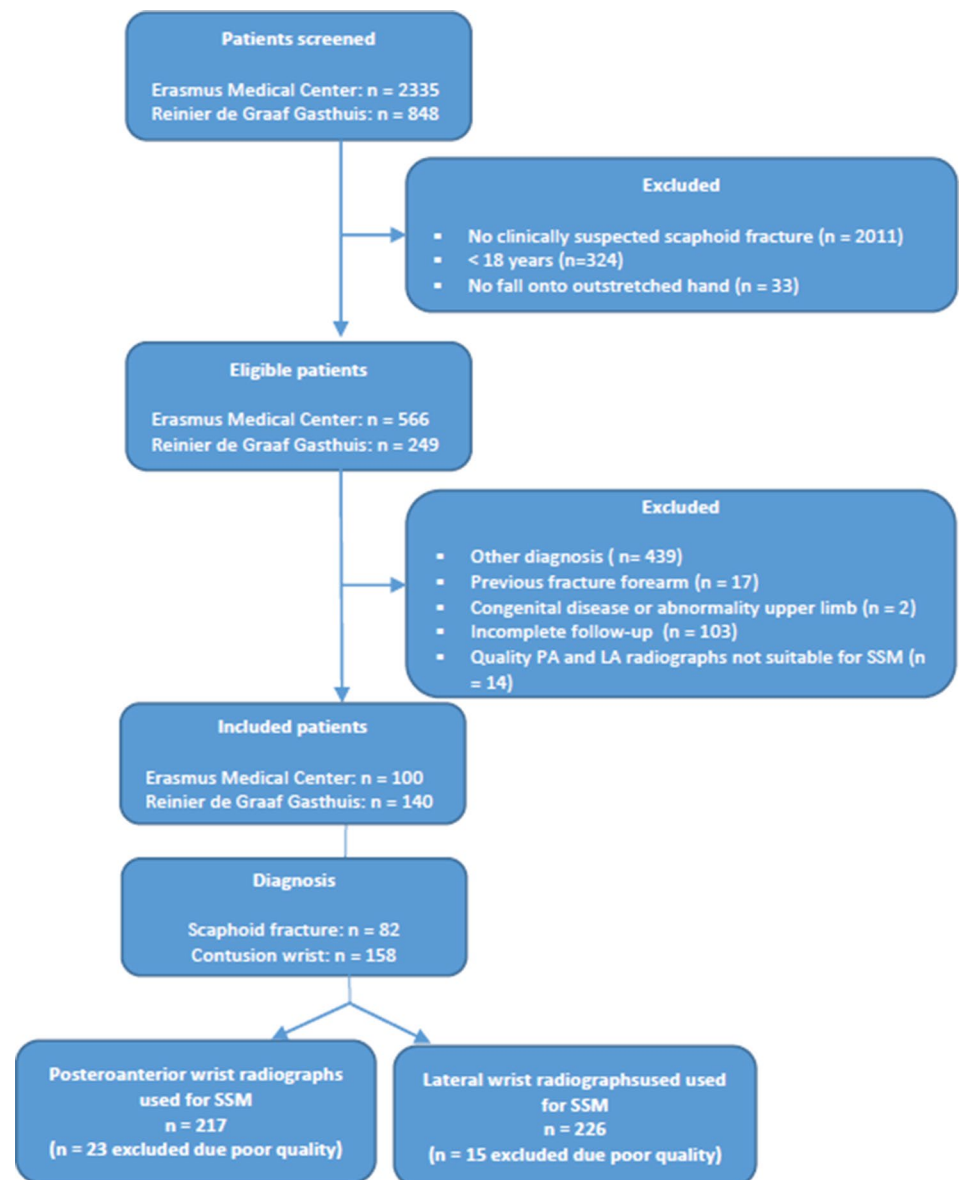 Patients screened
Erasmus Medical Center: n = 2335
Reinier de Graaf Gasthuis: n = 848
Excluded
▪ No clinically suspected scaphoid fracture (n = 2011)
▪ < 18 years (n=324)
▪ No fall onto outstretched hand (n = 33)
Eligible patients
Erasmus Medical Center: n = 566
Reinier de Graaf Gasthuis: n = 249
Excluded
▪ Other diagnosis ( n= 439)
▪ Previous fracture forearm (n = 17)
▪ Congenital disease or abnormality upper limb (n = 2)
▪ Incomplete follow-up (n = 103)
▪ Quality PA and LA radiographs not suitable for SSM (n
= 14)
Included patients
Erasmus Medical Center: n = 100
Reinier de Graaf Gasthuis: n = 140
Diagnosis
Scaphoid fracture: n = 82
Contusion wrist: n = 158
Posteroanterior wrist radiographs
used for SSM
n = 217
(n = 23 excluded due poor quality)
Lateral wrist radiographsused used
for SSM
n = 226
(n = 15 excluded due poor quality)